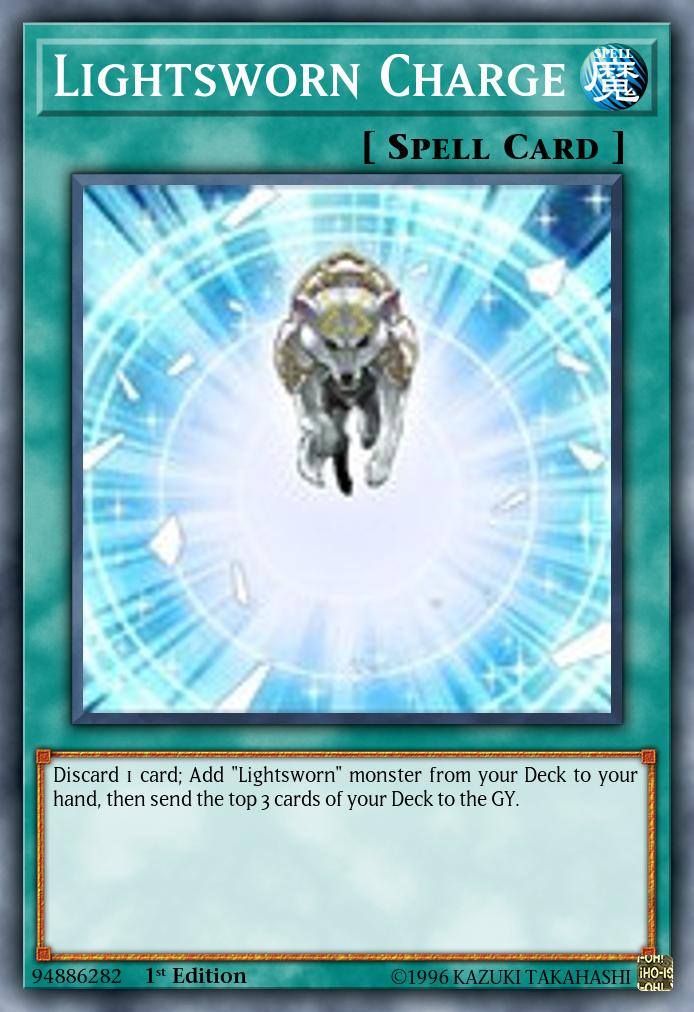 LIGHTSWORN CHARGE
SPELL
魔
[ SPELL CARD ]
Discard 1 card; Add "Lightsworn" monster from your Deck to your
hand, then send the top 3 cards of your Deck to the GY.
94886282 1st Edition ©1996 KAZUKI TAKAHASHI